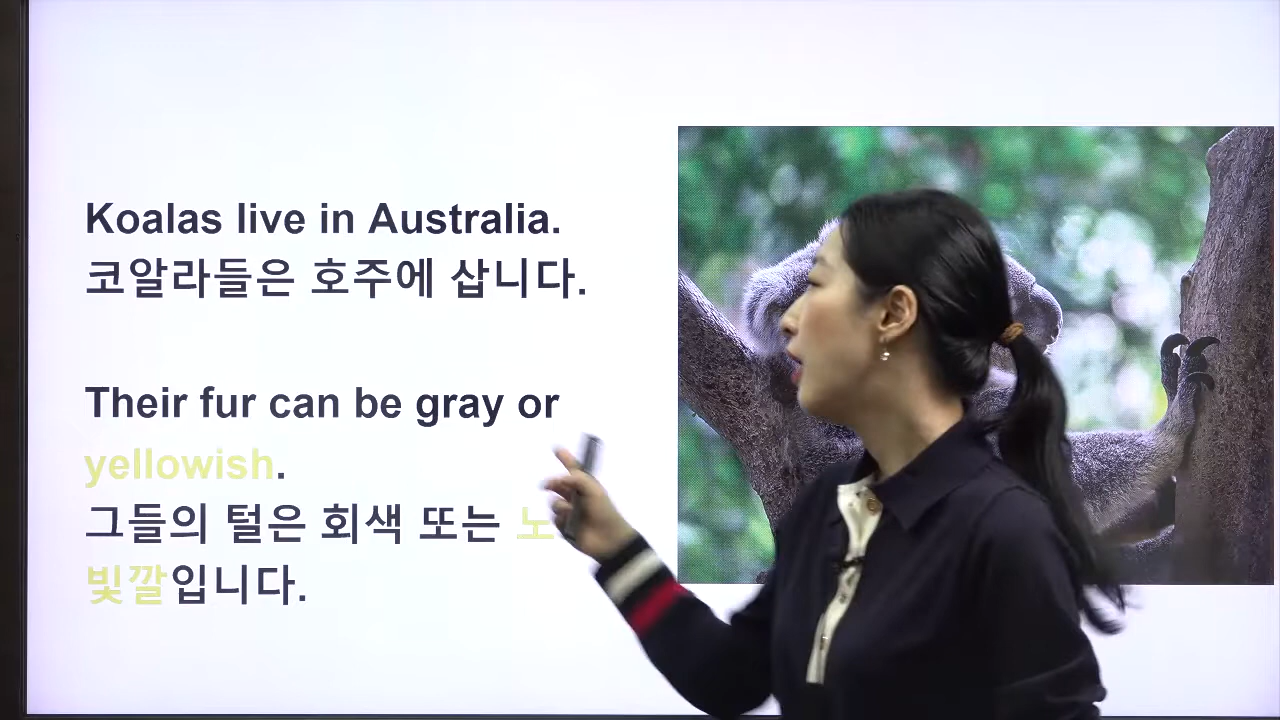 Koalas live in Australia.
코알라들은 호주에 삽니다.
Their fur can be gray or
yellowish.
그들의 털은 회색 또는 노
빛깔입니다.